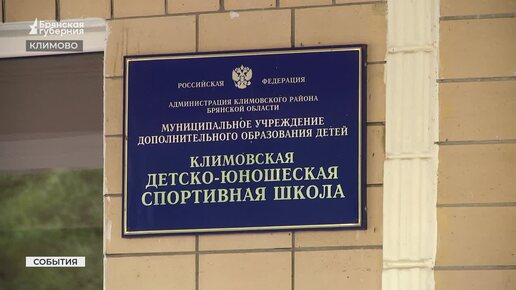 Брянская
губерния
КЛИМОВО
РОССИЙСКАЯ ФЕДЕРАЦИЯ
АДМИНИСТРАЦИЯ КЛИМОВСКОГО РАЙОНА
БРЯНСКОЙ ОБЛАСТИ
МУНИЦИПАЛЬНОЕ УЧРЕЖДЕНИЕ
ДОПОЛНИТЕЛЬНОГО ОБРАЗОВАНИЯ ДЕТЕЙ
КЛИМОВСКАЯ
ДЕТСКО-ЮНОШЕСКАЯ
СПОРТИВНАЯ ШКОЛА
СОБЫТИЯ